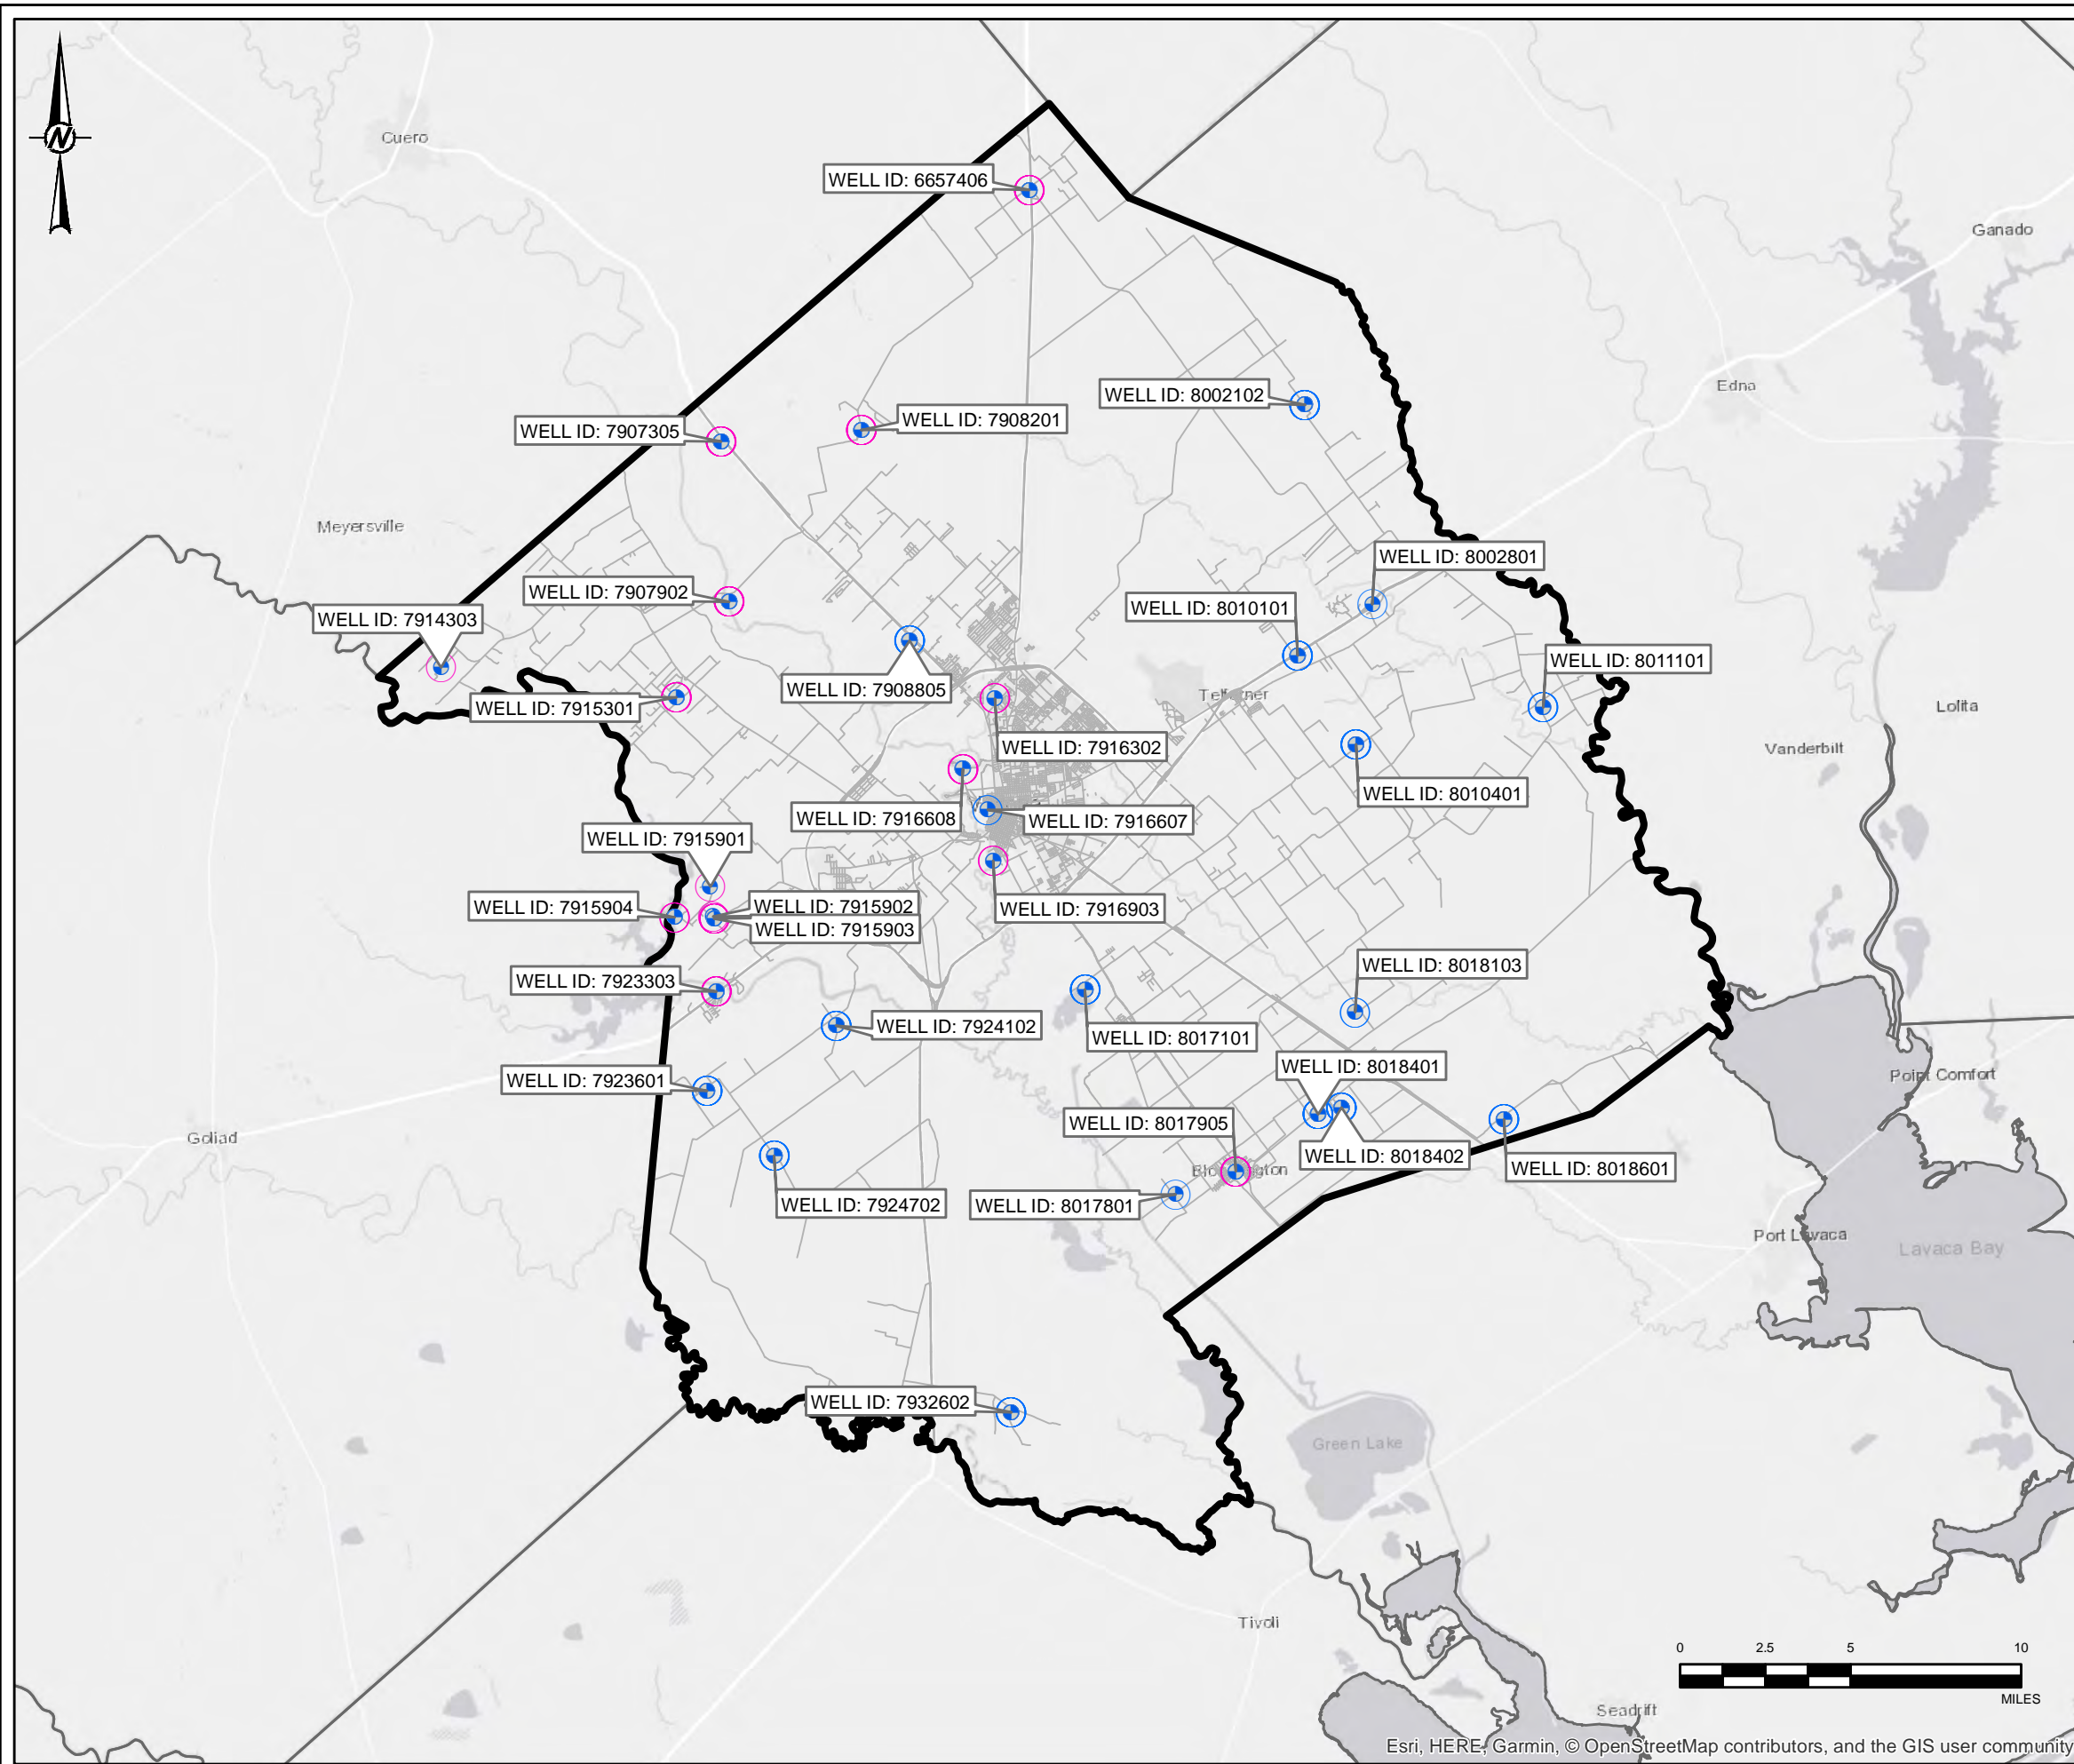 N
Cuero
WELL ID: 6657406
Ganado
Edna
WELL ID: 8002102
WELL ID: 7908201
WELL ID: 7907305
Meyersville
WELL ID: 8002801
WELL ID: 7907902
WELL ID: 8010101
WELL ID: 7914303
WELL ID: 8011101
WELL ID: 7908805
Telferner
WELL ID: 7915301
Lolita
WELL ID: 7916302
Vanderbilt
WELL ID: 8010401
WELL ID: 7916608
WELL ID: 7916607
WELL ID: 7915901
WELL ID: 7915904
WELL ID: 7915902
WELL ID: 7916903
WELL ID: 7915903
WELL ID: 8018103
WELL ID: 7923303
WELL ID: 7924102
WELL ID: 8017101
WELL ID: 8018401
Point Comfort
WELL ID: 7923601
WELL ID: 8017905
Goliad
WELL ID: 8018402
WELL ID: 8018601
Bloomington
WELL ID: 7924702
WELL ID: 8017801
Port Lavaca
Lavaca Bay
WELL ID: 7932602
Green Lake
Tivoli
0 2.5 5 10
MILES
Seadrift
Esri, HERE, Garmin, © OpenStreetMap contributors, and the GIS user community